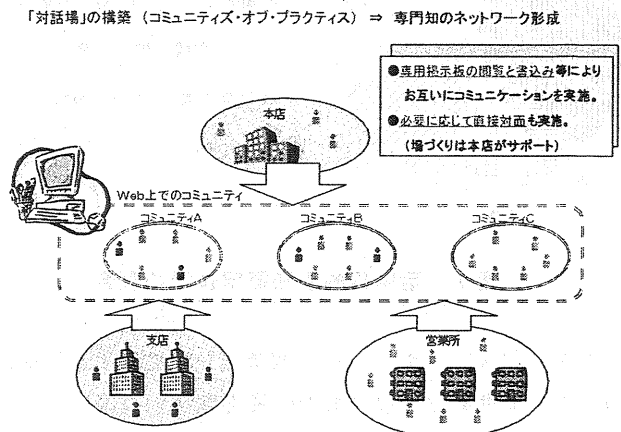 「対話場」の構築 (コミュニティズ・オブ・プラクティス) ⇒ 専門知のネットワーク形成
●専用掲示板の閲覧と書込み等により
お互いにコミュニケーションを実施。
●必要に応じて直接対面も実施。
(場づくりは本店がサポート)
本店
Web上でのコミュニティ
コミュニティA
コミュニティB
コミュニティC
支店
営業所